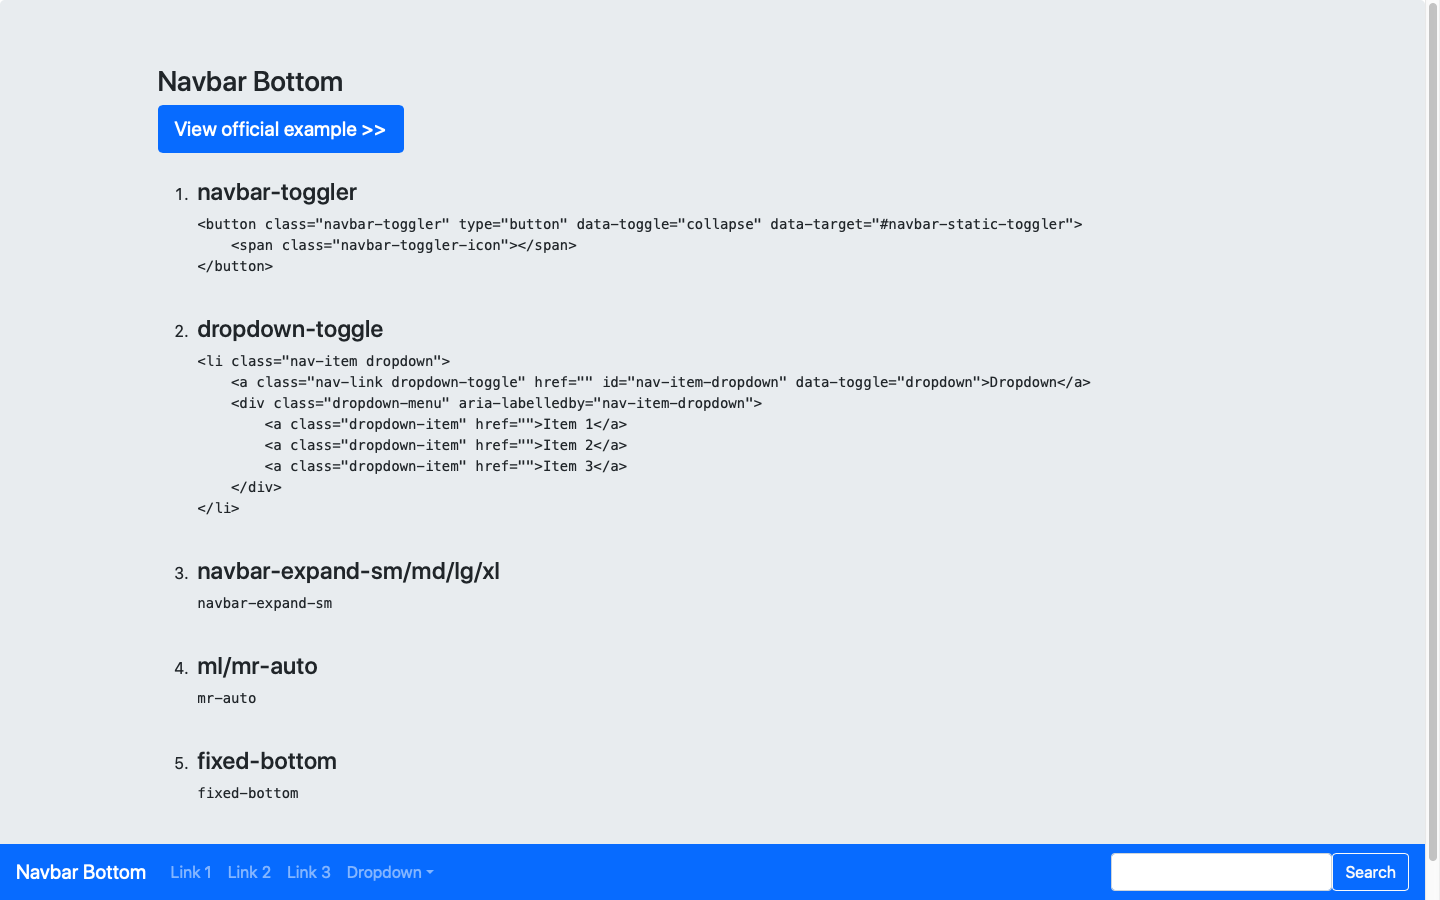 Navbar Bottom
View official example >>
1. navbar-toggler
<button class="navbar-toggler" type="button" data-toggle="collapse" data-target="#navbar-static-toggler">
    <span class="navbar-toggler-icon"></span>
</button>
2. dropdown-toggle
<li class="nav-item dropdown">
    <a class="nav-link dropdown-toggle" href="" id="nav-item-dropdown" data-toggle="dropdown">Dropdown</a>
    <div class="dropdown-menu" aria-labelledby="nav-item-dropdown">
        <a class="dropdown-item" href="">Item 1</a>
        <a class="dropdown-item" href="">Item 2</a>
        <a class="dropdown-item" href="">Item 3</a>
    </div>
</li>
3. navbar-expand-sm/md/lg/xl
navbar-expand-sm
4. ml/mr-auto
mr-auto
5. fixed-bottom
fixed-bottom
Navbar Bottom Link 1 Link 2 Link 3 Dropdown Search